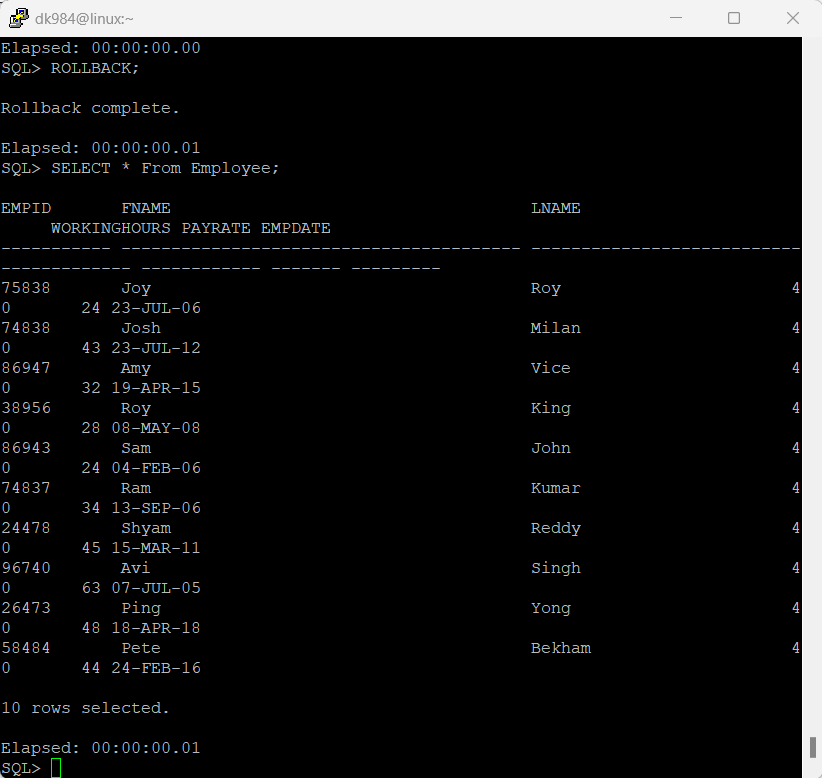 dk984@linux:~
Elapsed: 00:00:00.00
SQL> ROLLBACK;
Rollback complete.
Elapsed: 00:00:00.01
SQL> SELECT * From Employee;
EMPID       FNAME                                    LNAME
     WORKINGHOURS PAYRATE EMPDATE
----------- ---------------------------------------- ---------------------------
------------- ------------ ------- ---------
75838       Joy                                      Roy                       4
0       24 23-JUL-06
74838       Josh                                     Milan                     4
0       43 23-JUL-12
86947       Amy                                      Vice                      4
0       32 19-APR-15
38956       Roy                                      King                      4
0       28 08-MAY-08
86943       Sam                                      John                      4
0       24 04-FEB-06
74837       Ram                                      Kumar                     4
0       34 13-SEP-06
24478       Shyam                                    Reddy                     4
0       45 15-MAR-11
96740       Avi                                      Singh                     4
0       63 07-JUL-05
26473       Ping                                     Yong                      4
0       48 18-APR-18
58484       Pete                                     Bekham                    4
0       44 24-FEB-16
10 rows selected.
Elapsed: 00:00:00.01
SQL>